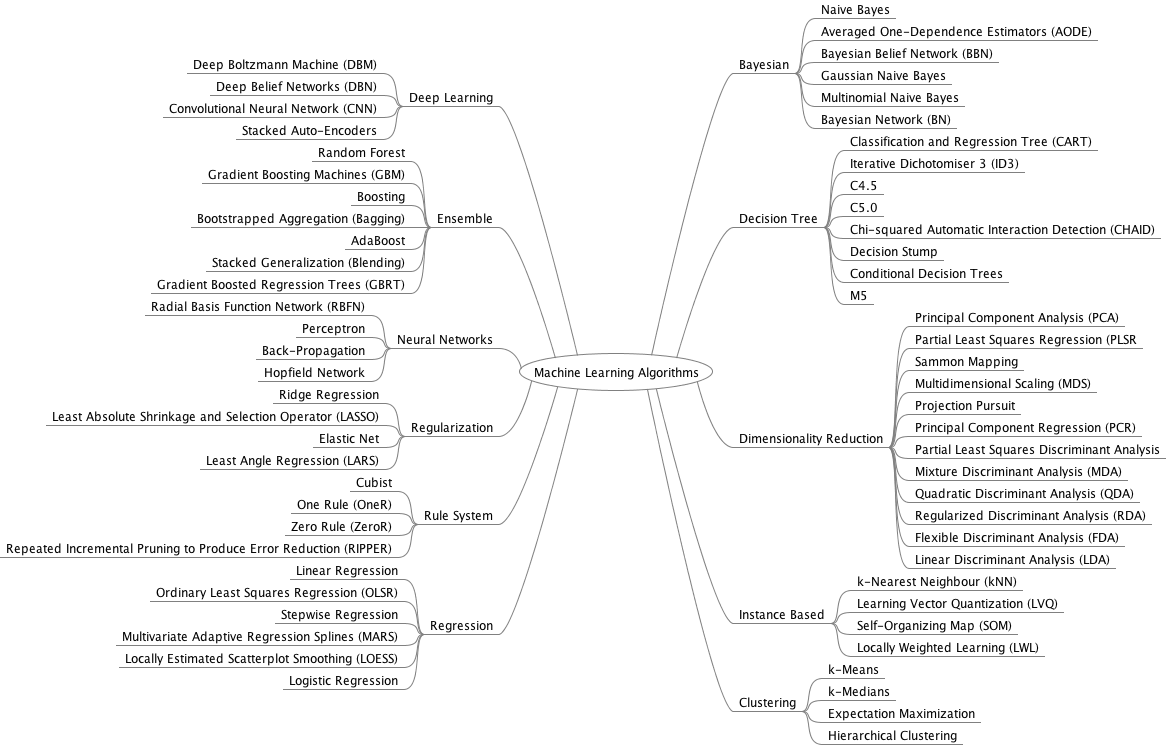 Machine Learning Algorithms
Deep Learning
Deep Boltzmann Machine (DBM)
Deep Belief Networks (DBN)
Convolutional Neural Network (CNN)
Stacked Auto-Encoders
Ensemble
Random Forest
Gradient Boosting Machines (GBM)
Boosting
Bootstrapped Aggregation (Bagging)
AdaBoost
Stacked Generalization (Blending)
Gradient Boosted Regression Trees (GBRT)
Neural Networks
Radial Basis Function Network (RBFN)
Perceptron
Back-Propagation
Hopfield Network
Regularization
Ridge Regression
Least Absolute Shrinkage and Selection Operator (LASSO)
Elastic Net
Least Angle Regression (LARS)
Rule System
Cubist
One Rule (OneR)
Zero Rule (ZeroR)
Repeated Incremental Pruning to Produce Error Reduction (RIPPER)
Regression
Linear Regression
Ordinary Least Squares Regression (OLSR)
Stepwise Regression
Multivariate Adaptive Regression Splines (MARS)
Locally Estimated Scatterplot Smoothing (LOESS)
Logistic Regression
Bayesian
Naive Bayes
Averaged One-Dependence Estimators (AODE)
Bayesian Belief Network (BBN)
Gaussian Naive Bayes
Multinomial Naive Bayes
Bayesian Network (BN)
Decision Tree
Classification and Regression Tree (CART)
Iterative Dichotomiser 3 (ID3)
C4.5
C5.0
Chi-squared Automatic Interaction Detection (CHAID)
Decision Stump
Conditional Decision Trees
M5
Dimensionality Reduction
Principal Component Analysis (PCA)
Partial Least Squares Regression (PLSR
Sammon Mapping
Multidimensional Scaling (MDS)
Projection Pursuit
Principal Component Regression (PCR)
Partial Least Squares Discriminant Analysis
Mixture Discriminant Analysis (MDA)
Quadratic Discriminant Analysis (QDA)
Regularized Discriminant Analysis (RDA)
Flexible Discriminant Analysis (FDA)
Linear Discriminant Analysis (LDA)
Instance Based
k-Nearest Neighbour (kNN)
Learning Vector Quantization (LVQ)
Self-Organizing Map (SOM)
Locally Weighted Learning (LWL)
Clustering
k-Means
k-Medians
Expectation Maximization
Hierarchical Clustering